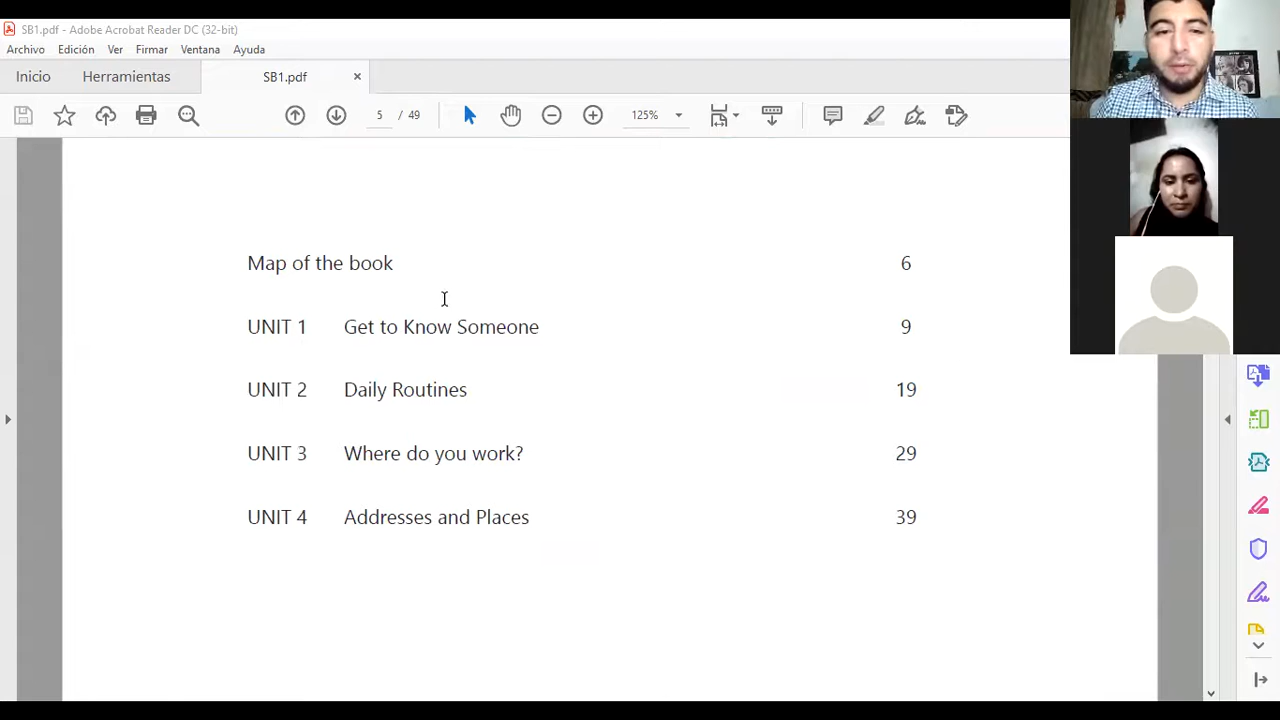 SB1.pdf - Adobe Acrobat Reader DC (32-bit)
Archivo Edición Ver Firmar Ventana Ayuda
Inicio Herramientas SB1.pdf ×
5 / 49 125%
Map of the book 6
UNIT 1 Get to Know Someone 9
UNIT 2 Daily Routines 19
UNIT 3 Where do you work? 29
UNIT 4 Addresses and Places 39